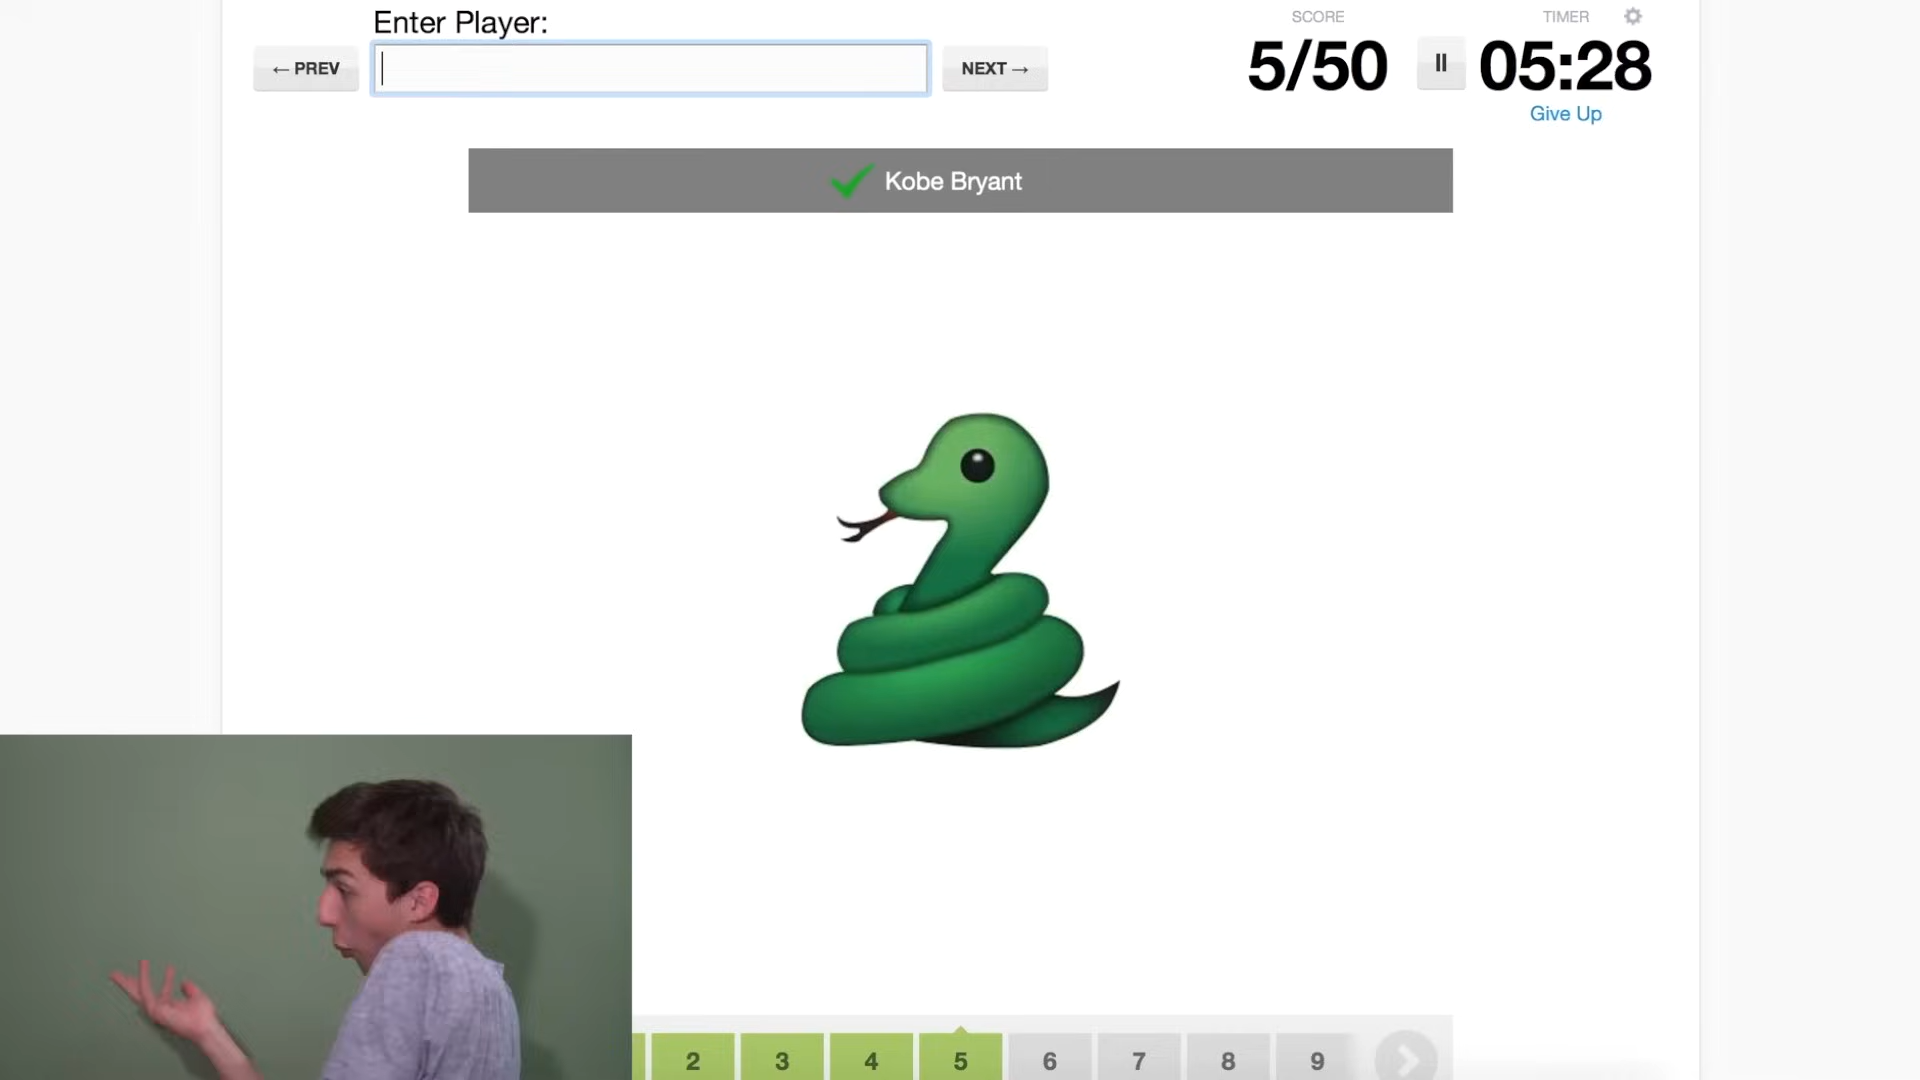 Enter Player:
← PREV
NEXT →
SCORE
5/50
TIMER
05:28
Give Up
Kobe Bryant
2 3 4 5 6 7 8 9